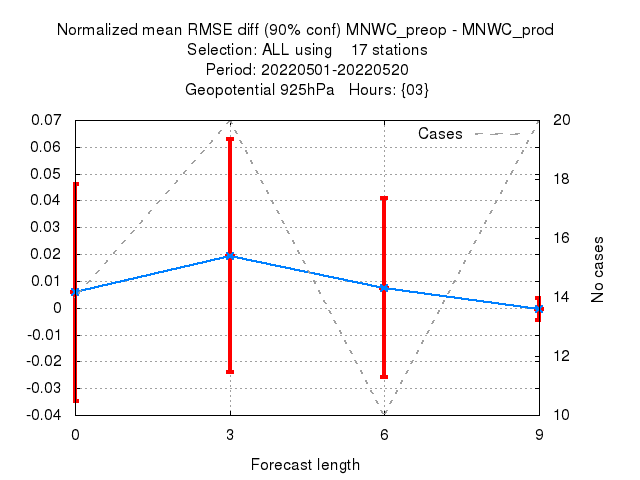 Normalized mean RMSE diff (90% conf) MNWC_preop - MNWC_prod
Selection: ALL using    17 stations
Period: 20220501-20220520
Geopotential 925hPa   Hours: {03}
Cases
0.07
0.06
0.05
0.04
0.03
0.02
0.01
0
-0.01
-0.02
-0.03
-0.04
20
18
16
14
12
10
No cases
0 3 6 9
Forecast length